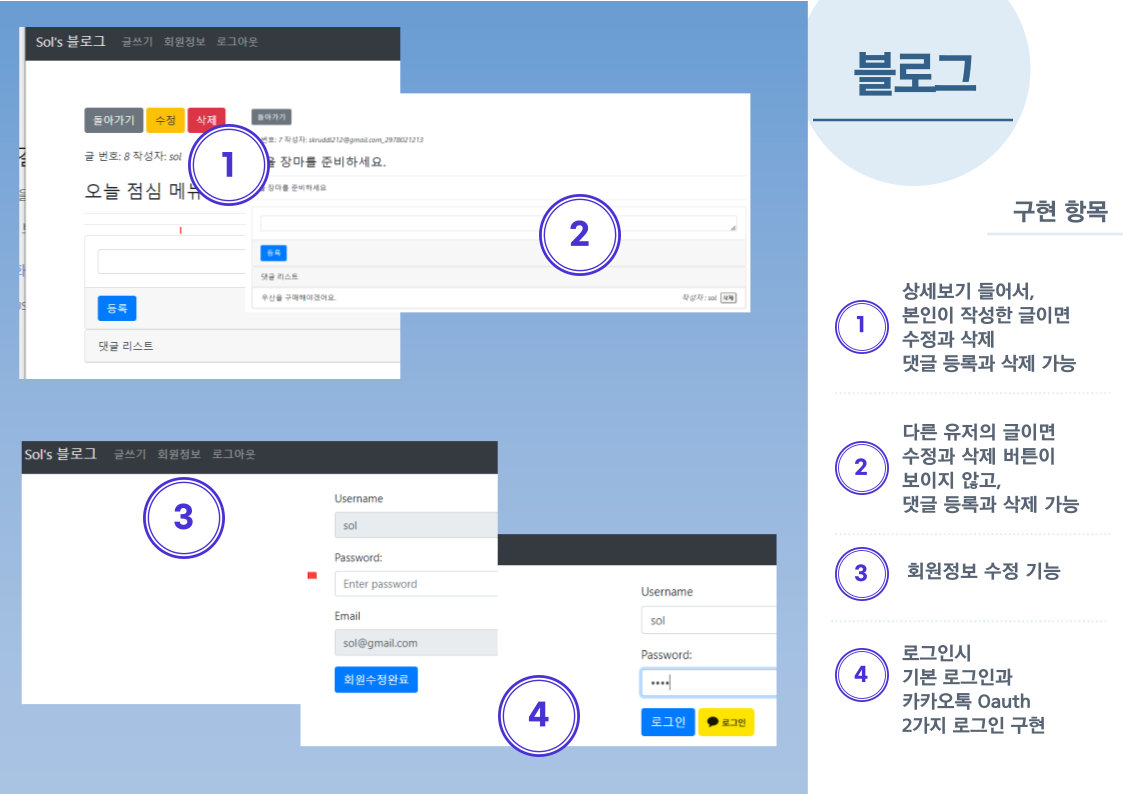 Sol's 블로그 글쓰기 회원정보 로그아웃
돌아가기 수정 삭제
글 번호: 8 작성자: sol
오늘 점심 메뉴
등록
댓글 리스트
1
돌아가기
번호: 7 작성자: skruddl212@gmail.com_2978021213
을 장마를 준비하세요.
장마를 준비하세요
등록
댓글 리스트
우산을 구매해야겠어요. 작성자 : sol 삭제
2
Sol's 블로그 글쓰기 회원정보 로그아웃
3
Username
sol
Password:
Enter password
Email
sol@gmail.com
회원수정완료
Username
sol
Password:
••••
로그인 로그인
4
블로그
구현 항목
1
상세보기 들어서,
본인이 작성한 글이면
수정과 삭제
댓글 등록과 삭제 가능
2
다른 유저의 글이면
수정과 삭제 버튼이
보이지 않고,
댓글 등록과 삭제 가능
3
회원정보 수정 기능
4
로그인시
기본 로그인과
카카오톡 Oauth
2가지 로그인 구현